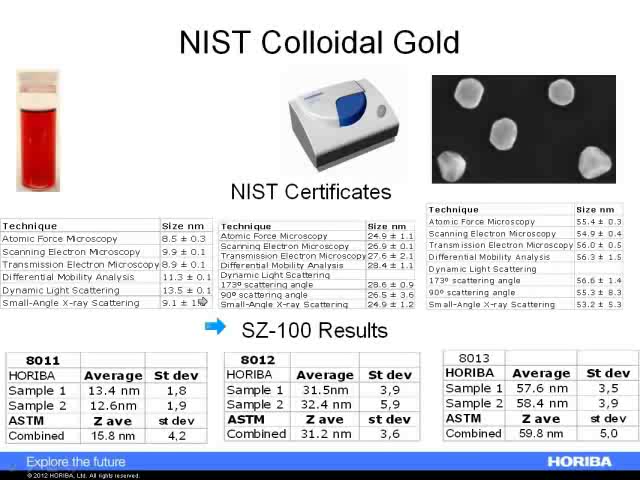 NIST Colloidal Gold
NIST Certificates
Technique Size nm
Atomic Force Microscopy 8.5 ± 0.3
Scanning Electron Microscopy 9.9 ± 0.1
Transmission Electron Microscopy 8.9 ± 0.1
Differential Mobility Analysis 11.3 ± 0.1
Dynamic Light Scattering 13.5 ± 0.1
Small-Angle X-ray Scattering 9.1 ±
Technique Size nm
Atomic Force Microscopy 24.9 ± 1.1
Scanning Electron Microscopy 26.9 ± 0.1
Transmission Electron Microscopy 27.6 ± 2.1
Differential Mobility Analysis 28.4 ± 1.1
Dynamic Light Scattering
173º scattering angle 28.6 ± 0.9
90º scattering angle 26.5 ± 3.6
Small-Angle X-ray Scattering 24.9 ± 1.2
Technique Size nm
Atomic Force Microscopy 55.4 ± 0.3
Scanning Electron Microscopy 54.9 ± 0.4
Transmission Electron Microscopy 56.0 ± 0.5
Differential Mobility Analysis 56.3 ± 1.5
Dynamic Light Scattering
173º scattering angle 56.6 ± 1.4
90º scattering angle 55.3 ± 8.3
Small-Angle X-ray Scattering 53.2 ± 5.3
SZ-100 Results
8011
HORIBA Average St dev
Sample 1 13.4 nm 1,8
Sample 2 12.6nm 1,9
ASTM Z ave st dev
Combined 15.8 nm 4,2
8012
HORIBA Average St dev
Sample 1 31.5nm 3,9
Sample 2 32.4 nm 5,9
ASTM Z ave st dev
Combined 31.2 nm 3,6
8013
HORIBA Average St dev
Sample 1 57.6 nm 3,5
Sample 2 58.4 nm 3,9
ASTM Z ave st dev
Combined 59.8 nm 5,0
Explore the future
HORIBA
© 2012 HORIBA, Ltd. All rights reserved.